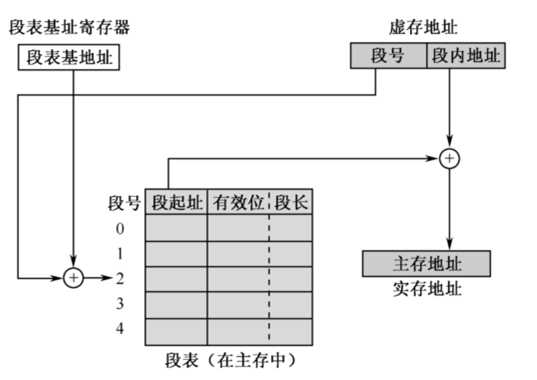 段表基址寄存器
段表基地址
虚存地址
段号 段内地址
+
段号 段起址 有效位 段长
0
1
+ 2
3
4
主存地址
实存地址
段表（在主存中）